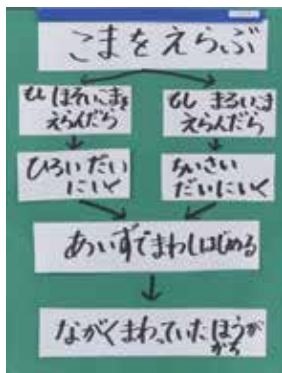 こまをえらぶ
もし ほそいこまを
えらんだら
もし まるいこま
えらんだら
ひろいだい
にいく
ちいさい
だいにいく
あいずでまわしはじめる
ながくまわっていたほうが
かち